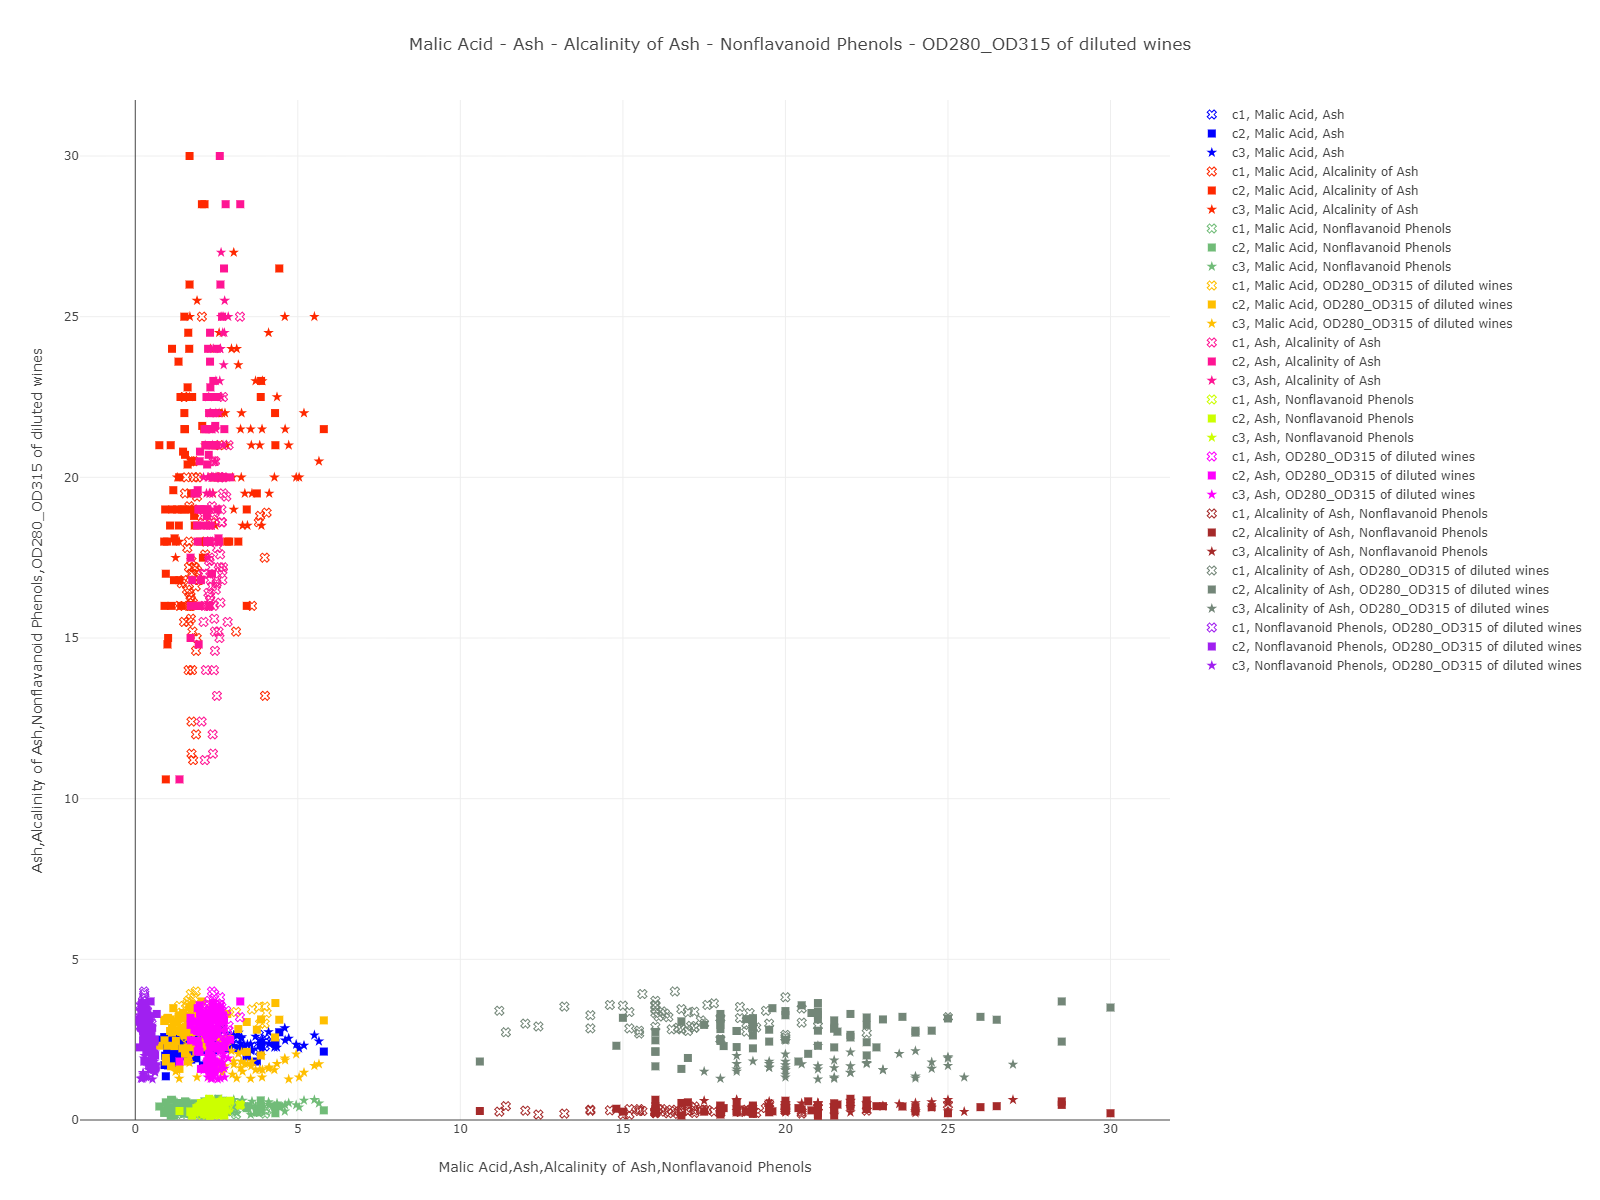 Malic Acid - Ash - Alcalinity of Ash - Nonflavanoid Phenols - OD280_OD315 of diluted wines
Ash,Alcalinity of Ash,Nonflavanoid Phenols,OD280_OD315 of diluted wines
30
25
20
15
10
5
0
0 5 10 15 20 25 30
Malic Acid,Ash,Alcalinity of Ash,Nonflavanoid Phenols
c1, Malic Acid, Ash
c2, Malic Acid, Ash
c3, Malic Acid, Ash
c1, Malic Acid, Alcalinity of Ash
c2, Malic Acid, Alcalinity of Ash
c3, Malic Acid, Alcalinity of Ash
c1, Malic Acid, Nonflavanoid Phenols
c2, Malic Acid, Nonflavanoid Phenols
c3, Malic Acid, Nonflavanoid Phenols
c1, Malic Acid, OD280_OD315 of diluted wines
c2, Malic Acid, OD280_OD315 of diluted wines
c3, Malic Acid, OD280_OD315 of diluted wines
c1, Ash, Alcalinity of Ash
c2, Ash, Alcalinity of Ash
c3, Ash, Alcalinity of Ash
c1, Ash, Nonflavanoid Phenols
c2, Ash, Nonflavanoid Phenols
c3, Ash, Nonflavanoid Phenols
c1, Ash, OD280_OD315 of diluted wines
c2, Ash, OD280_OD315 of diluted wines
c3, Ash, OD280_OD315 of diluted wines
c1, Alcalinity of Ash, Nonflavanoid Phenols
c2, Alcalinity of Ash, Nonflavanoid Phenols
c3, Alcalinity of Ash, Nonflavanoid Phenols
c1, Alcalinity of Ash, OD280_OD315 of diluted wines
c2, Alcalinity of Ash, OD280_OD315 of diluted wines
c3, Alcalinity of Ash, OD280_OD315 of diluted wines
c1, Nonflavanoid Phenols, OD280_OD315 of diluted wines
c2, Nonflavanoid Phenols, OD280_OD315 of diluted wines
c3, Nonflavanoid Phenols, OD280_OD315 of diluted wines